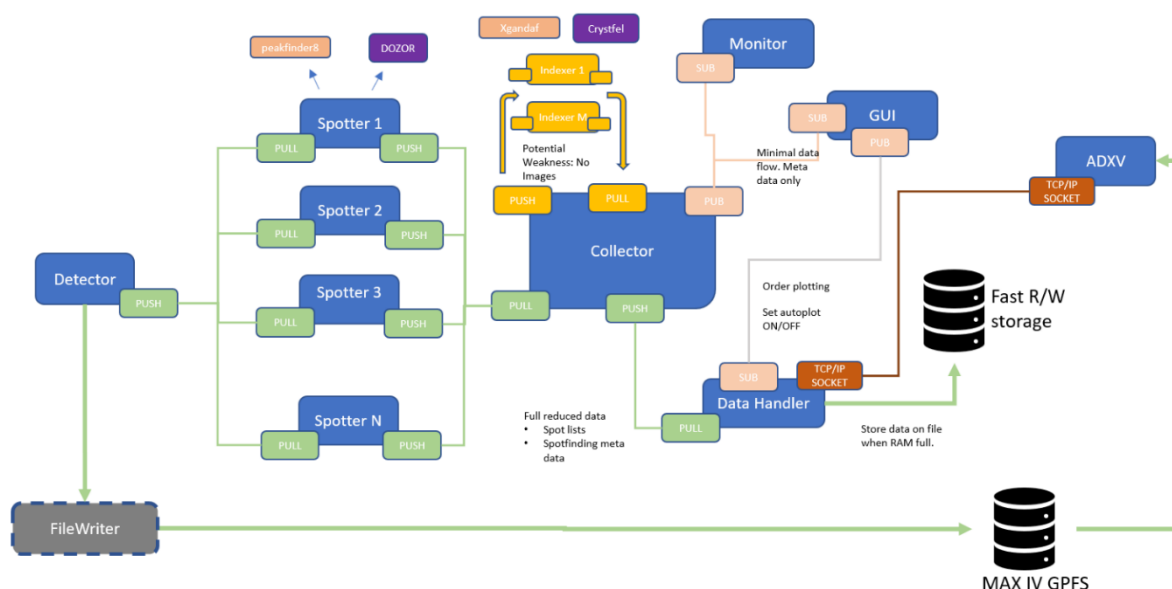 peakfinder8
DOZOR
Xgandaf
Crystfel
Monitor
SUB
Indexer 1
Indexer M
Potential
Weakness: No
Images
Spotter 1
PULL
PUSH
Spotter 2
PULL
PUSH
Spotter 3
PULL
PUSH
Spotter N
PULL
PUSH
Detector
PUSH
FileWriter
PUSH
PULL
PUB
Collector
PULL
PUSH
Minimal data
flow. Meta
data only
SUB
GUI
PUB
ADXV
TCP/IP
SOCKET
Order plotting
Set autoplot
ON/OFF
Fast R/W
storage
SUB
TCP/IP
SOCKET
Data Handler
PULL
Full reduced data
• Spot lists
• Spotfinding meta
data
Store data on file
when RAM full.
MAX IV GPFS